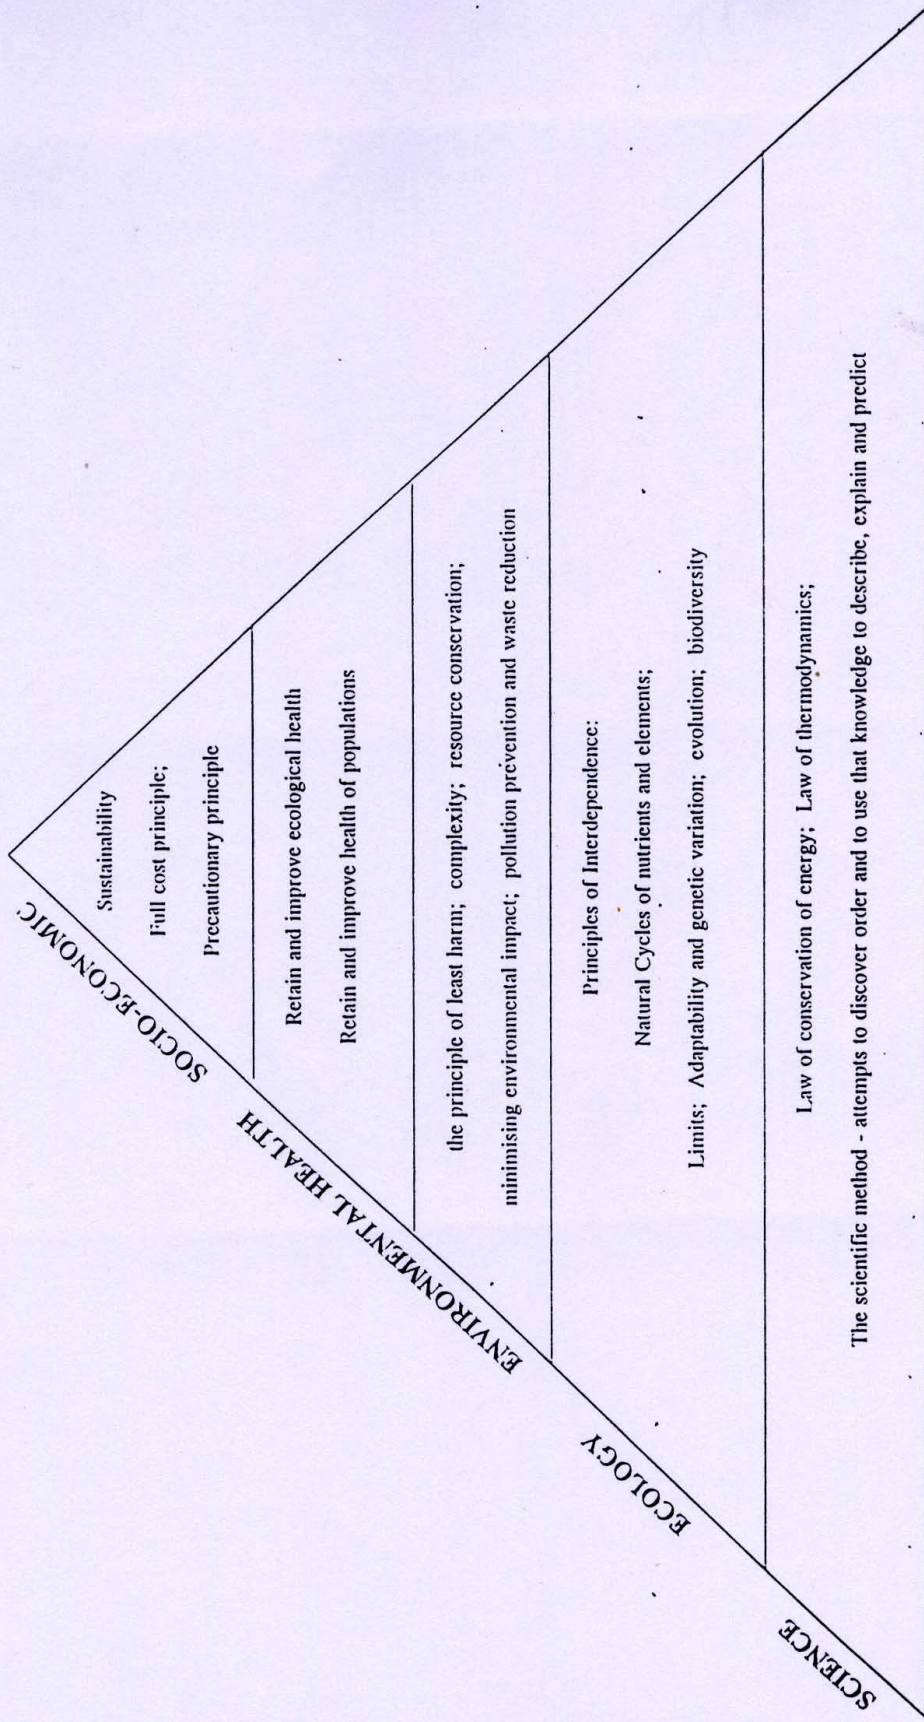 SOCIO-ECONOMIC
Sustainability
Full cost principle;
Precautionary principle
ENVIRONMENTAL HEALTH
Retain and improve ecological health
Retain and improve health of populations
the principle of least harm; complexity; resource conservation;
minimising environmental impact; pollution prevention and waste reduction
ECOLOGY
Principles of Interdependence:
Natural Cycles of nutrients and elements;
Limits; Adaptability and genetic variation; evolution; biodiversity
SCIENCE
Law of conservation of energy; Law of thermodynamics;
The scientific method - attempts to discover order and to use that knowledge to describe, explain and predict